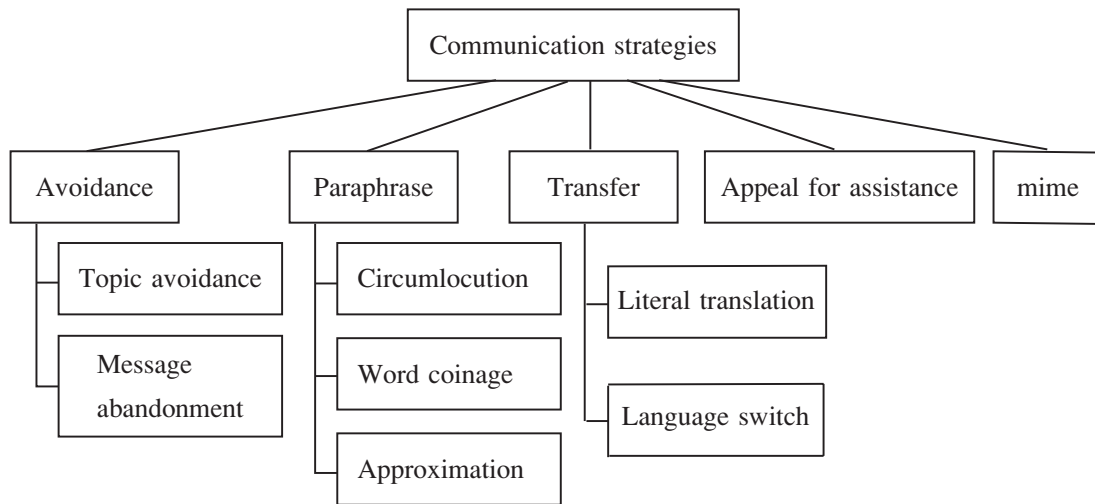 Communication strategies
Avoidance
Paraphrase
Transfer
Appeal for assistance
mime
Topic avoidance
Message
abandonment
Circumlocution
Word coinage
Approximation
Literal translation
Language switch